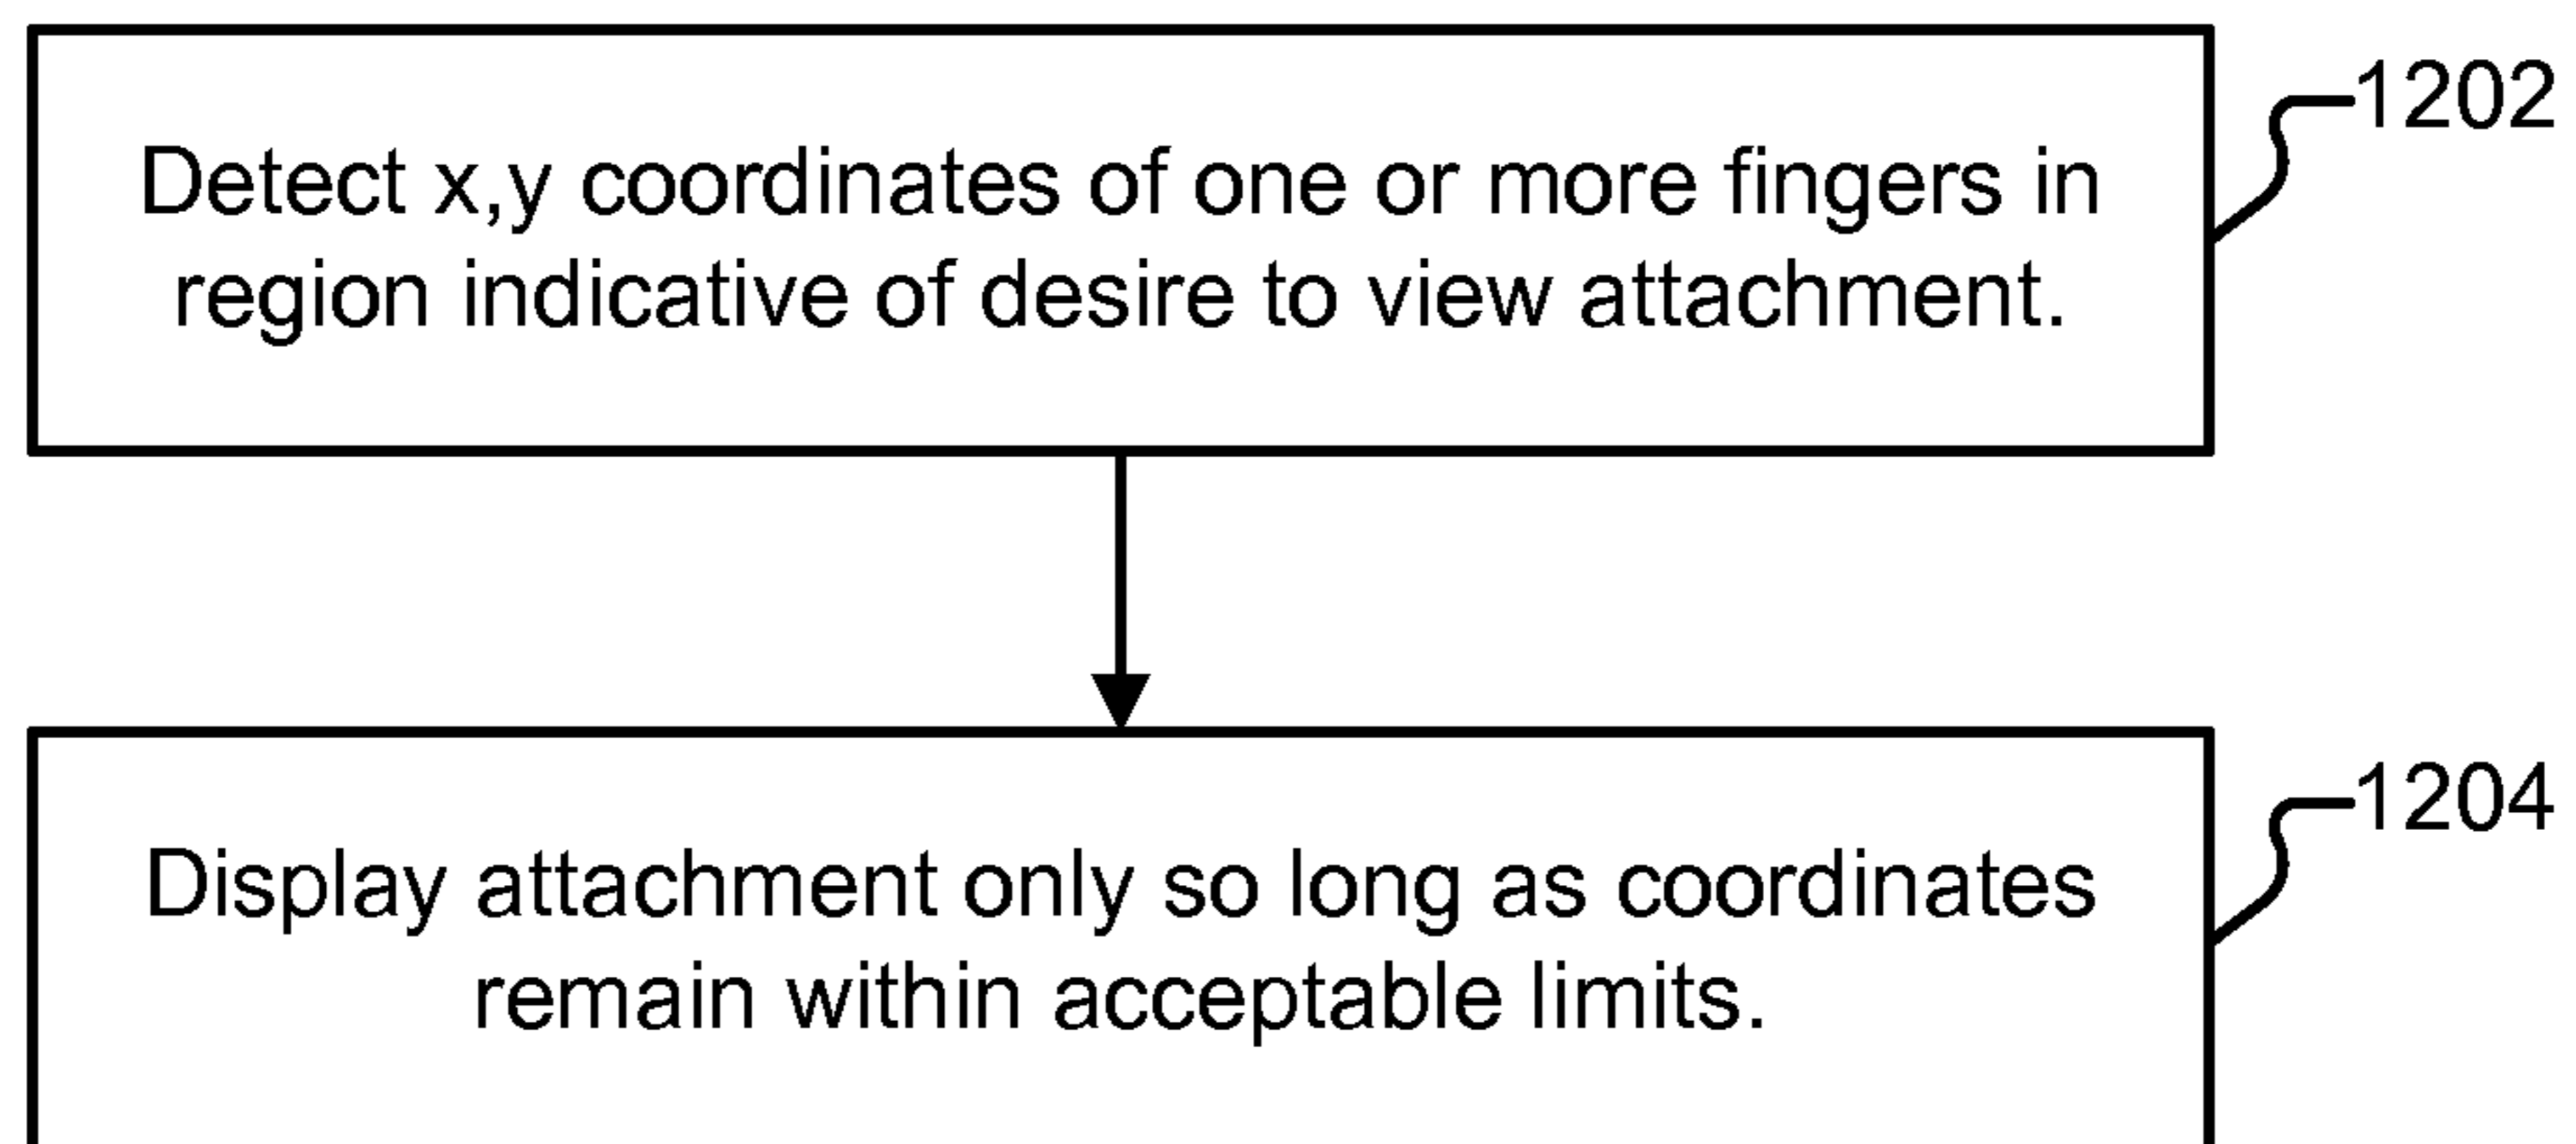 1202
Detect x,y coordinates of one or more fingers in
region indicative of desire to view attachment.
1204
Display attachment only so long as coordinates
remain within acceptable limits.